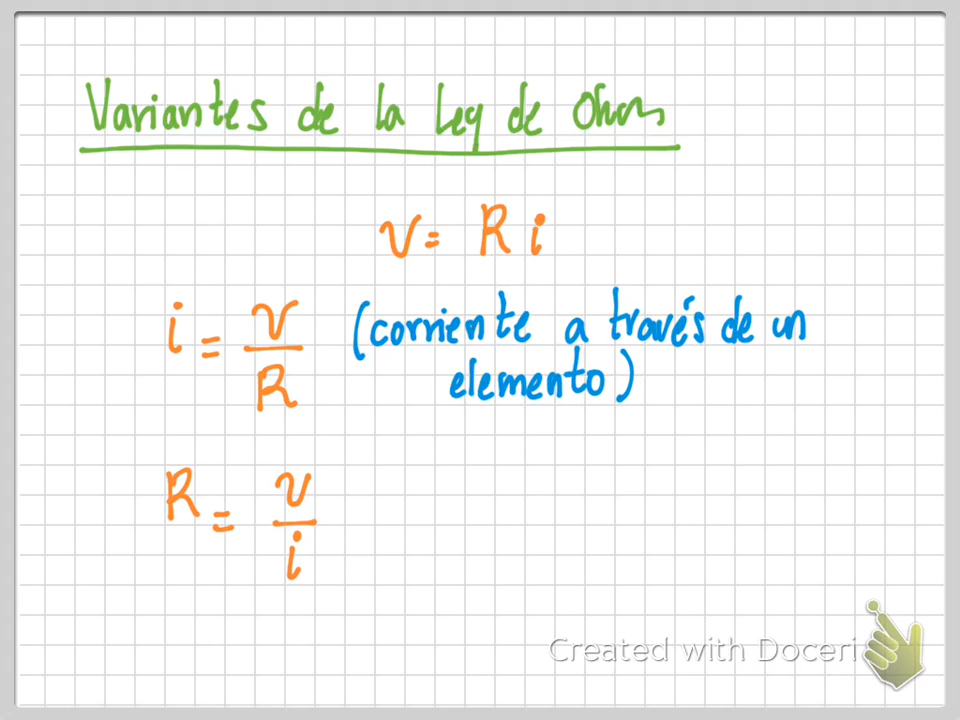 Variantes de la Ley de Ohm
v = R i
i = v / R (corriente a través de un
elemento)
R = v / i
Created with Doceri